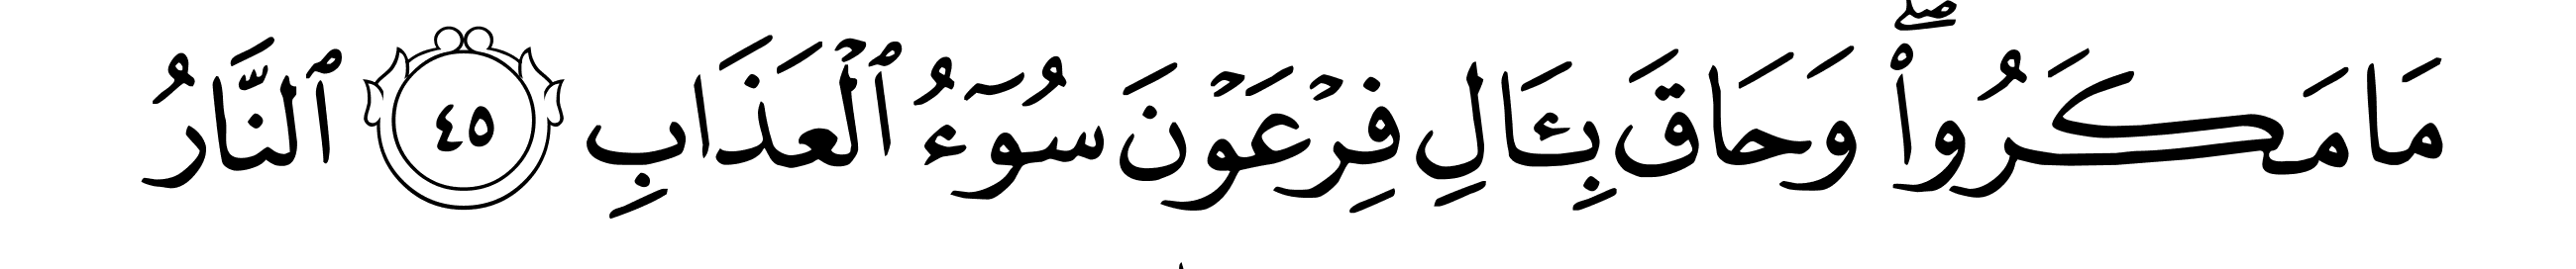 مَا مَكَرُوا۟ۖ وَحَاقَ بِـَٔالِ فِرْعَوْنَ سُوٓءُ ٱلْعَذَابِ ٤٥ ٱلنَّارُ